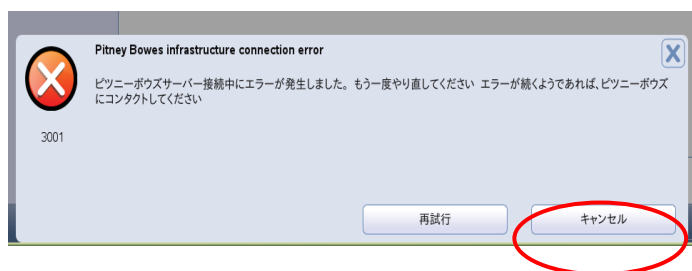 Pitney Bowes infrastructure connection error
X
ピツニーボウズサーバー接続中にエラーが発生しました。もう一度やり直してください エラーが続くようであれば、ピツニーボウズ
にコンタクトしてください
3001
再試行
キャンセル